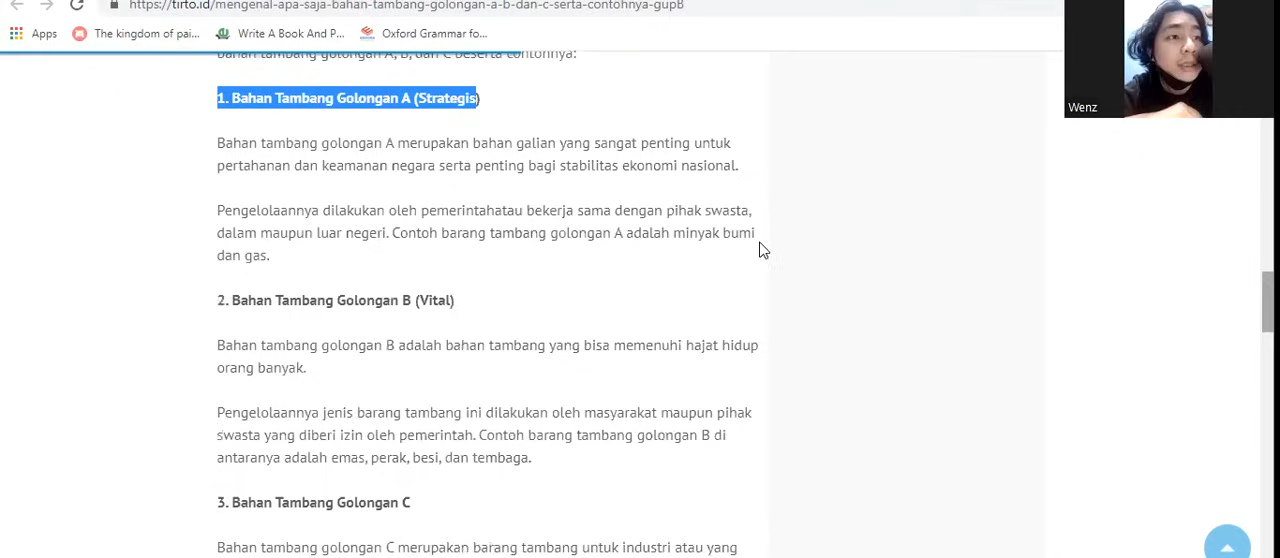 https://tirto.id/mengenal-apa-saja-bahan-tambang-golongan-a-b-dan-c-serta-contohnya-gupB
Apps The kingdom of pai... Write A Book And P... Oxford Grammar fo...
bahan tambang golongan A, B, dan C beserta contohnya:
1. Bahan Tambang Golongan A (Strategis)
Bahan tambang golongan A merupakan bahan galian yang sangat penting untuk
pertahanan dan keamanan negara serta penting bagi stabilitas ekonomi nasional.
Pengelolaannya dilakukan oleh pemerintahatau bekerja sama dengan pihak swasta,
dalam maupun luar negeri. Contoh barang tambang golongan A adalah minyak bumi
dan gas.
2. Bahan Tambang Golongan B (Vital)
Bahan tambang golongan B adalah bahan tambang yang bisa memenuhi hajat hidup
orang banyak.
Pengelolaannya jenis barang tambang ini dilakukan oleh masyarakat maupun pihak
swasta yang diberi izin oleh pemerintah. Contoh barang tambang golongan B di
antaranya adalah emas, perak, besi, dan tembaga.
3. Bahan Tambang Golongan C
Bahan tambang golongan C merupakan barang tambang untuk industri atau yang
Wenz